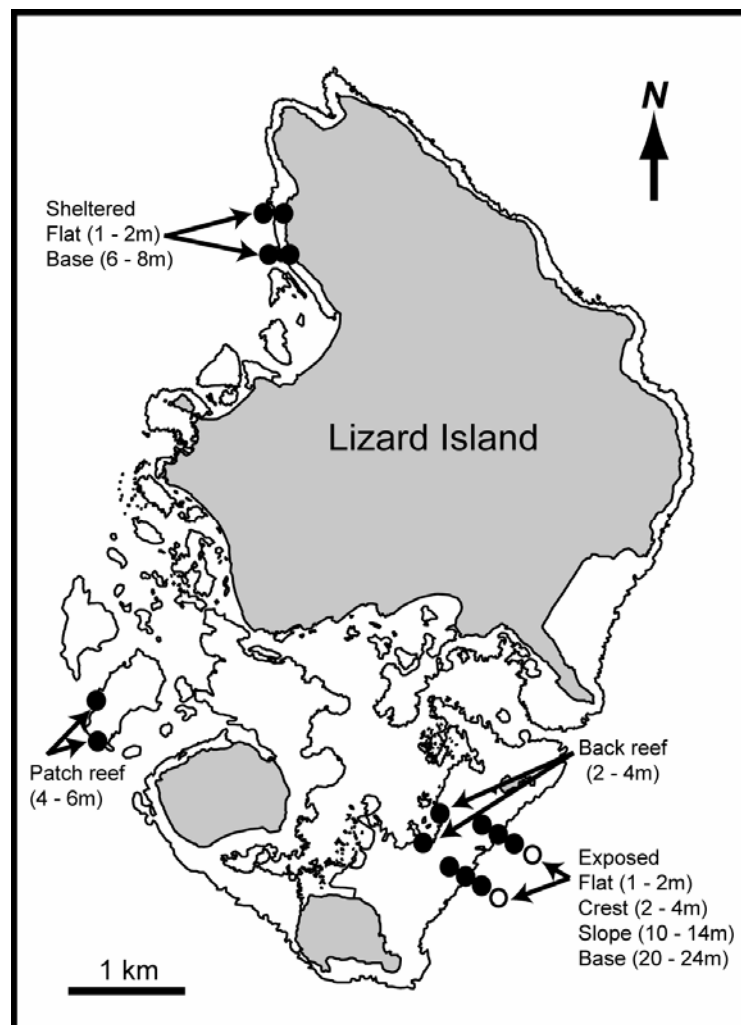 N
Sheltered
Flat (1 - 2m)
Base (6 - 8m)
Lizard Island
Back reef
(2 - 4m)
Patch reef
(4 - 6m)
Exposed
Flat (1 - 2m)
Crest (2 - 4m)
Slope (10 - 14m)
Base (20 - 24m)
1 km